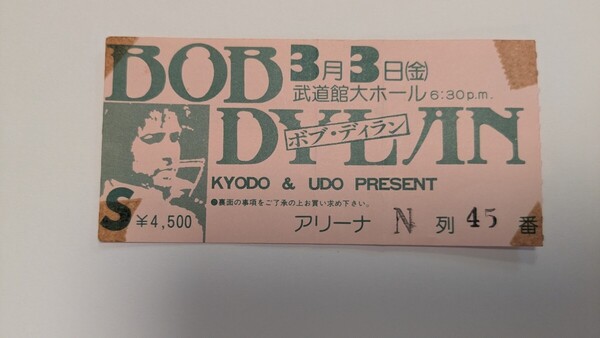 BOB 3月3日(金)
武道館大ホール 6:30p.m.
DYLAN
ボブ・ディラン
KYODO & UDO PRESENT
●裏面の事項をご了承の上お買い求め下さい。
S ¥4,500
アリーナ N 列 45 番